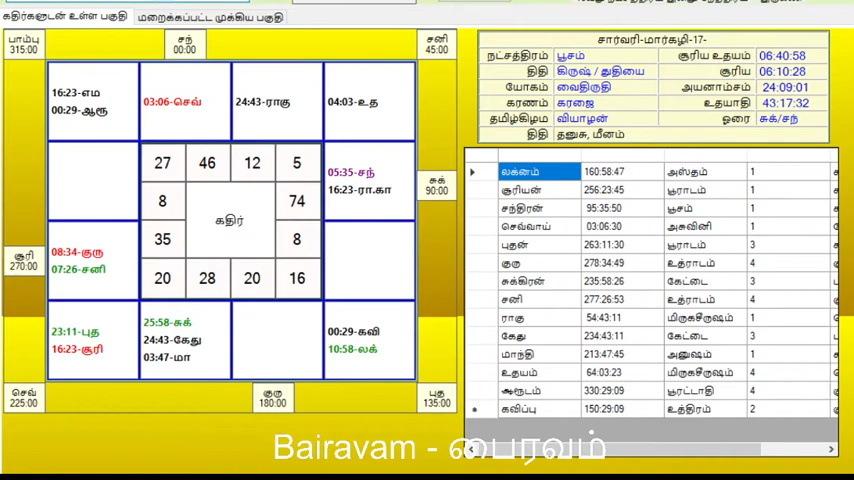 கதிர்களுடன் உள்ள பகுதி
மறைக்கப்பட்ட முக்கிய பகுதி
பாம்பு
315:00
சந்
00:00
சனி
45:00
16:23-எம
00:29-ஆரூ
03:06-செவ்
24:43-ராகு
04:03-உத
27
46
12
5
05:35-சந்
16:23-ரா.கா
8
கதிர்
74
சுக்
90:00
35
8
சூரி
270:00
08:34-குரு
07:26-சனி
20
28
20
16
23:11-புத
16:23-சூரி
25:58-சுக்
24:43-கேது
03:47-மா
00:29-கவி
10:58-லக்
செவ்
225:00
குரு
180:00
புத
135:00
சார்வரி-மார்கழி-17-
நட்சத்திரம் பூசம் சூரிய உதயம் 06:40:58
திதி கிருஷ் / துதியை சூரிய 06:10:28
யோகம் வைதிருதி அயனாம்சம் 24:09:01
கரணம் கரஜை உதயாதி 43:17:32
தமிழ்கிழம வியாழன் ஓரை சுக்/சந்
திதி தனுசு, மீனம்
லக்னம் 160:58:47 அஸ்தம் 1
சூரியன் 256:23:45 பூராடம் 1
சந்திரன் 95:35:50 பூசம் 1
செவ்வாய் 03:06:30 அசுவினி 1
புதன் 263:11:30 பூராடம் 3
குரு 278:34:49 உத்ராடம் 4
சுக்கிரன் 235:58:26 கேட்டை 3
சனி 277:26:53 உத்ராடம் 4
ராகு 54:43:11 மிருகசீருஷம் 1
கேது 234:43:11 கேட்டை 3
மாந்தி 213:47:45 அனுஷம் 1
உதயம் 64:03:23 மிருகசீருஷம் 4
ஆரூடம் 330:29:09 பூரட்டாதி 4
கவிப்பு 150:29:09 உத்திரம் 2
Bairavam - பைரவம்